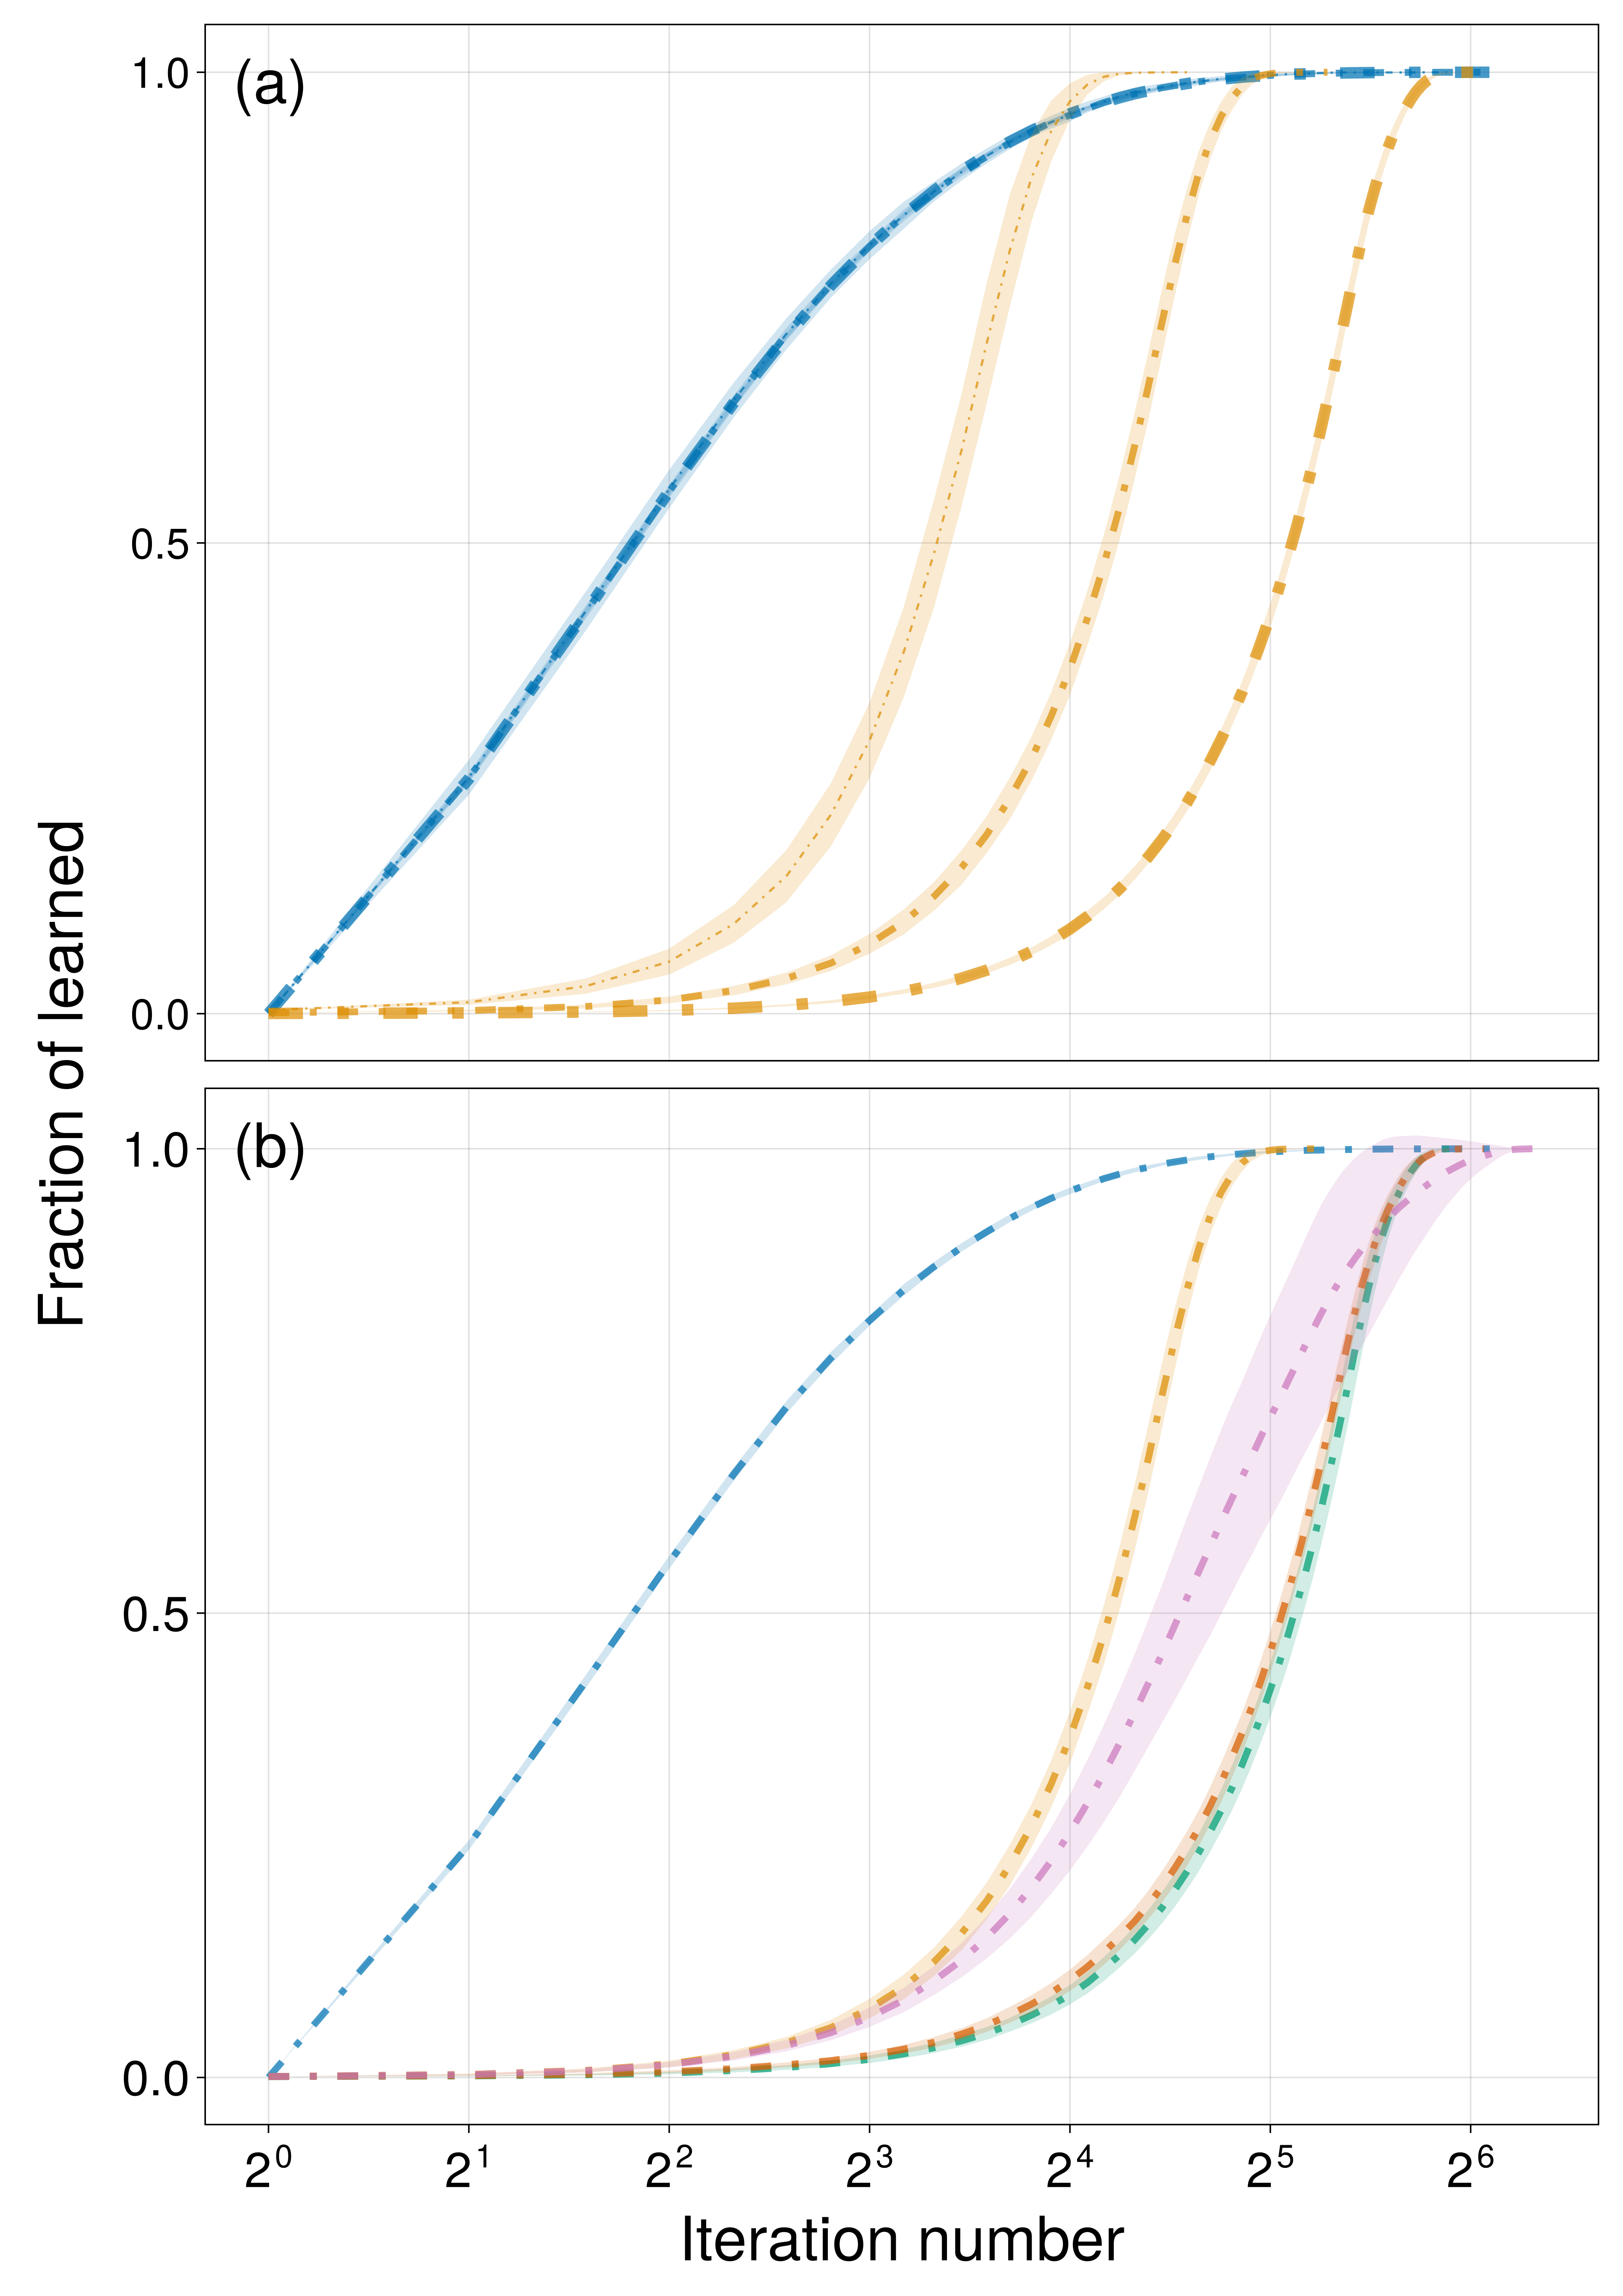 (a)
1.0
0.5
0.0
Fraction of learned
(b)
1.0
0.5
0.0
2⁰ 2¹ 2² 2³ 2⁴ 2⁵ 2⁶
Iteration number